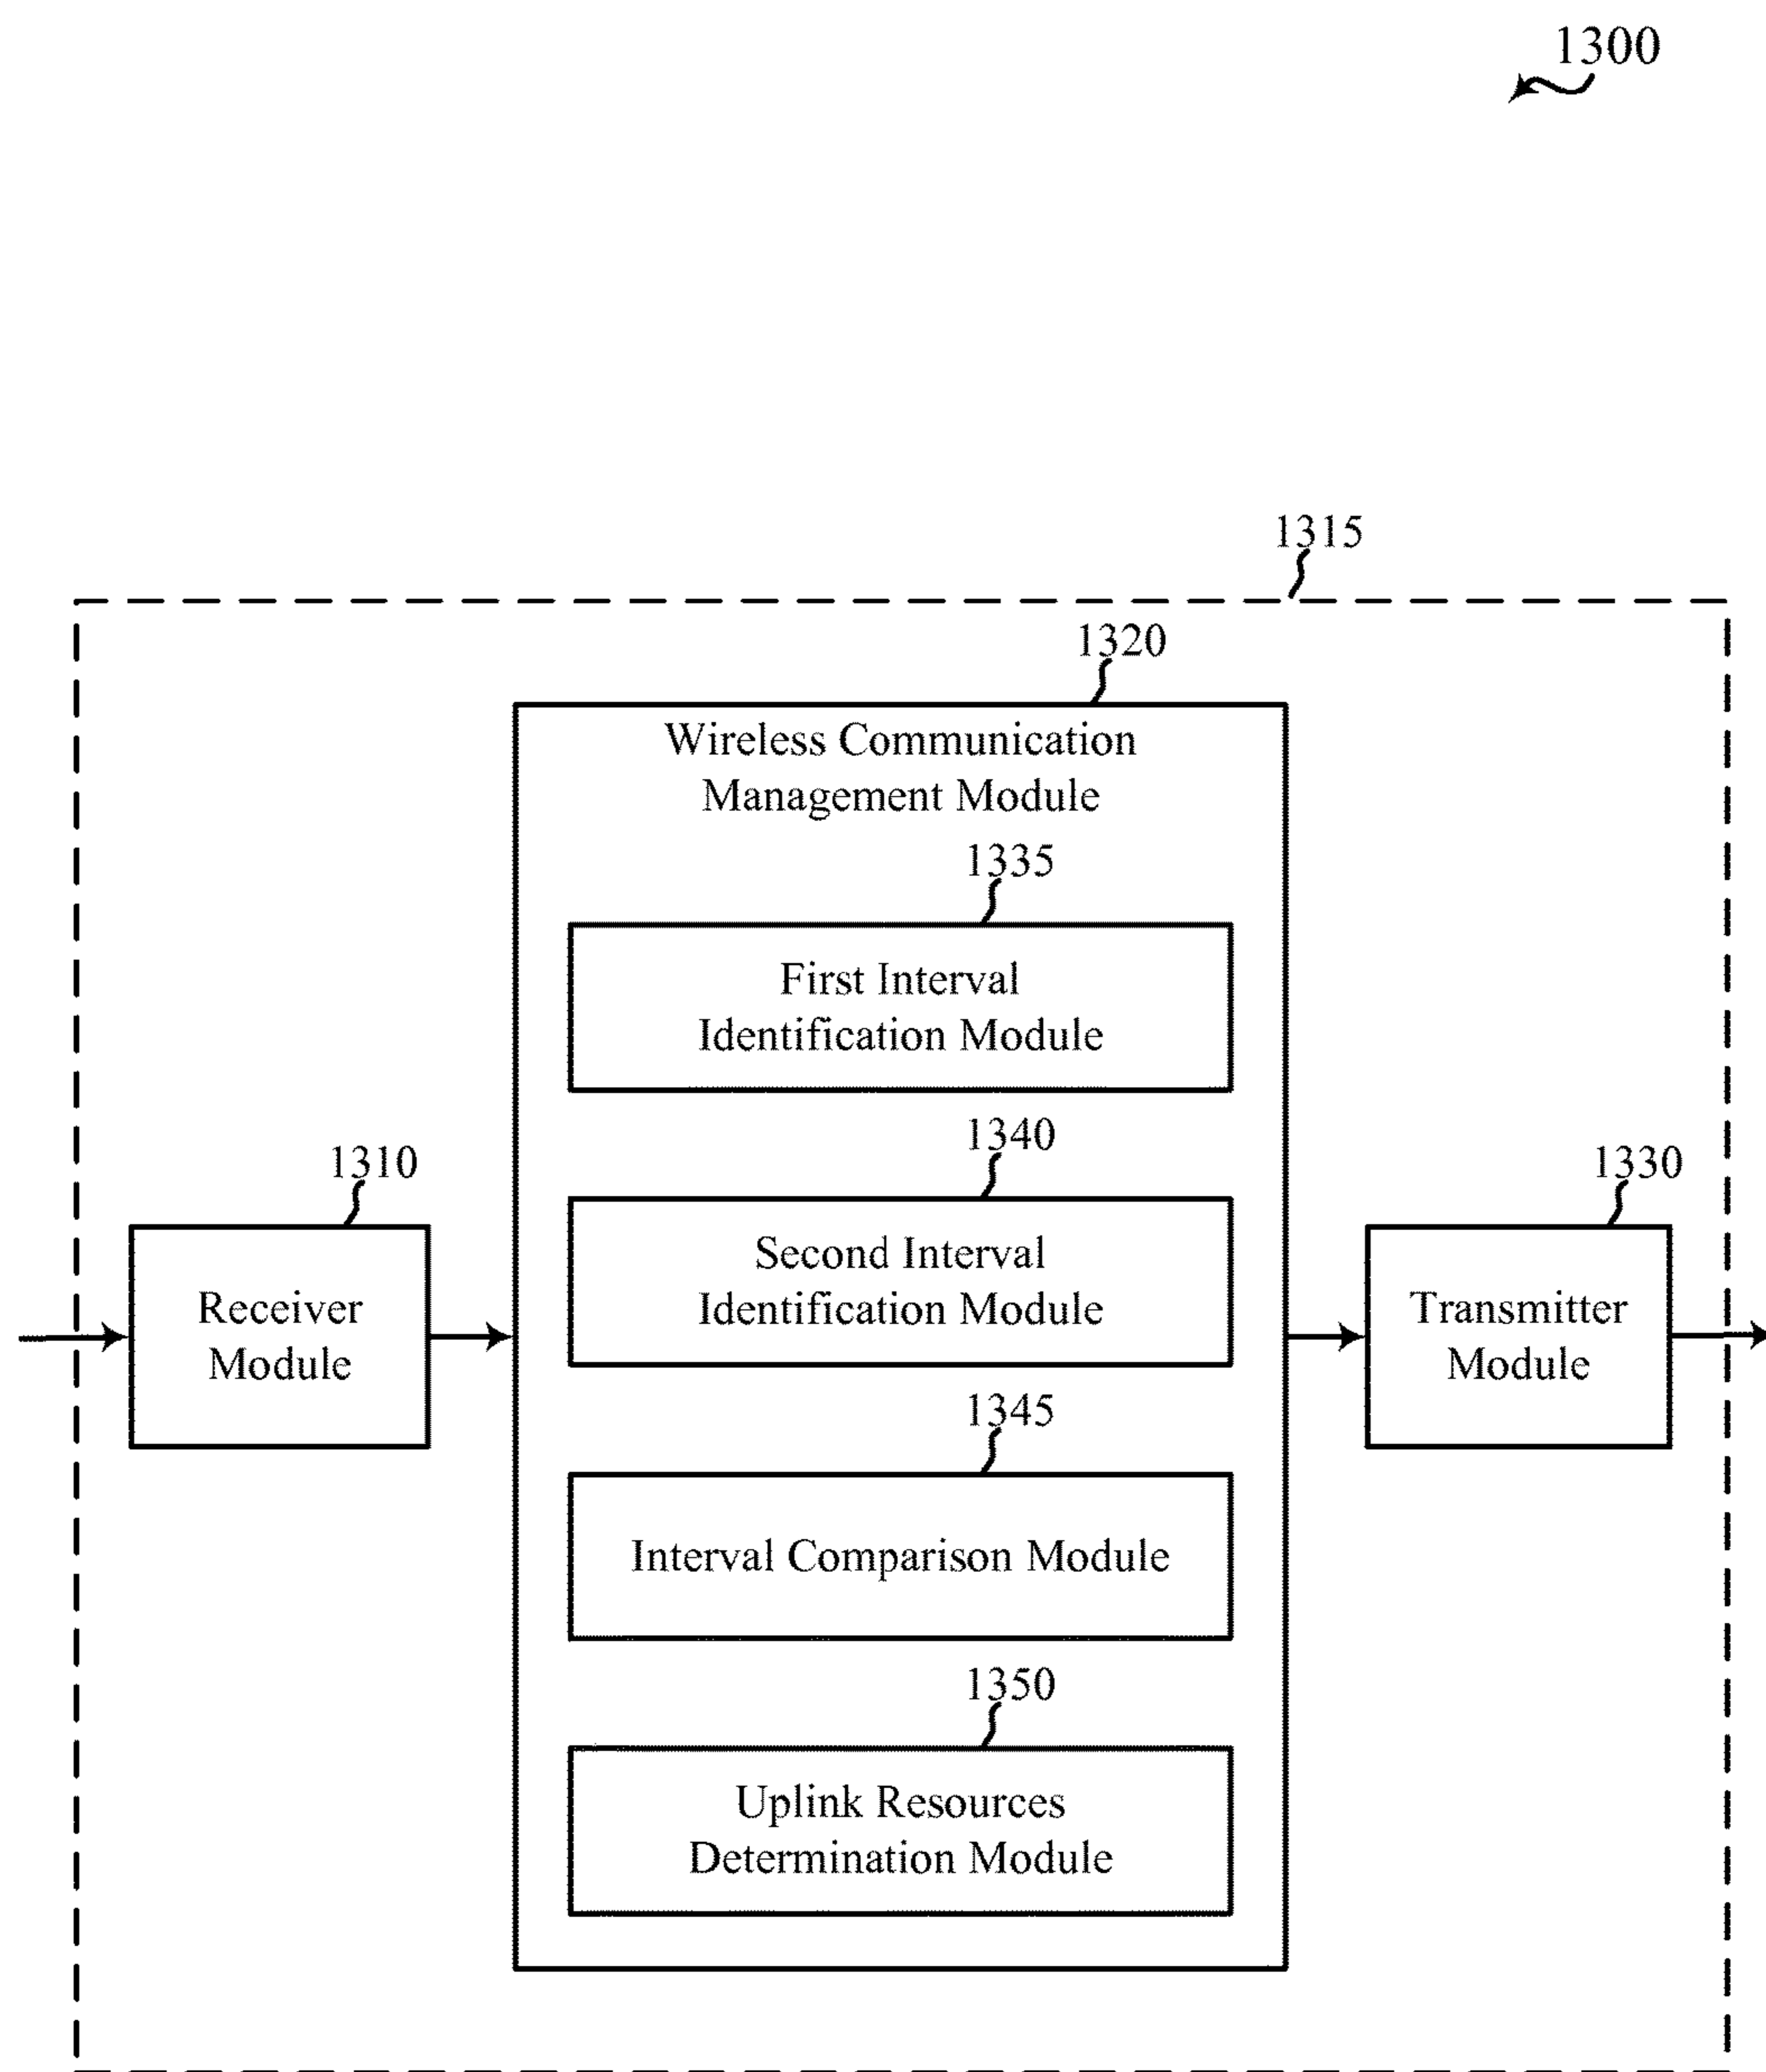 1300
1315
1320
Wireless Communication
Management Module
1335
First Interval
Identification Module
1340
Second Interval
Identification Module
1310
Receiver
Module
1330
Transmitter
Module
1345
Interval Comparison Module
1350
Uplink Resources
Determination Module